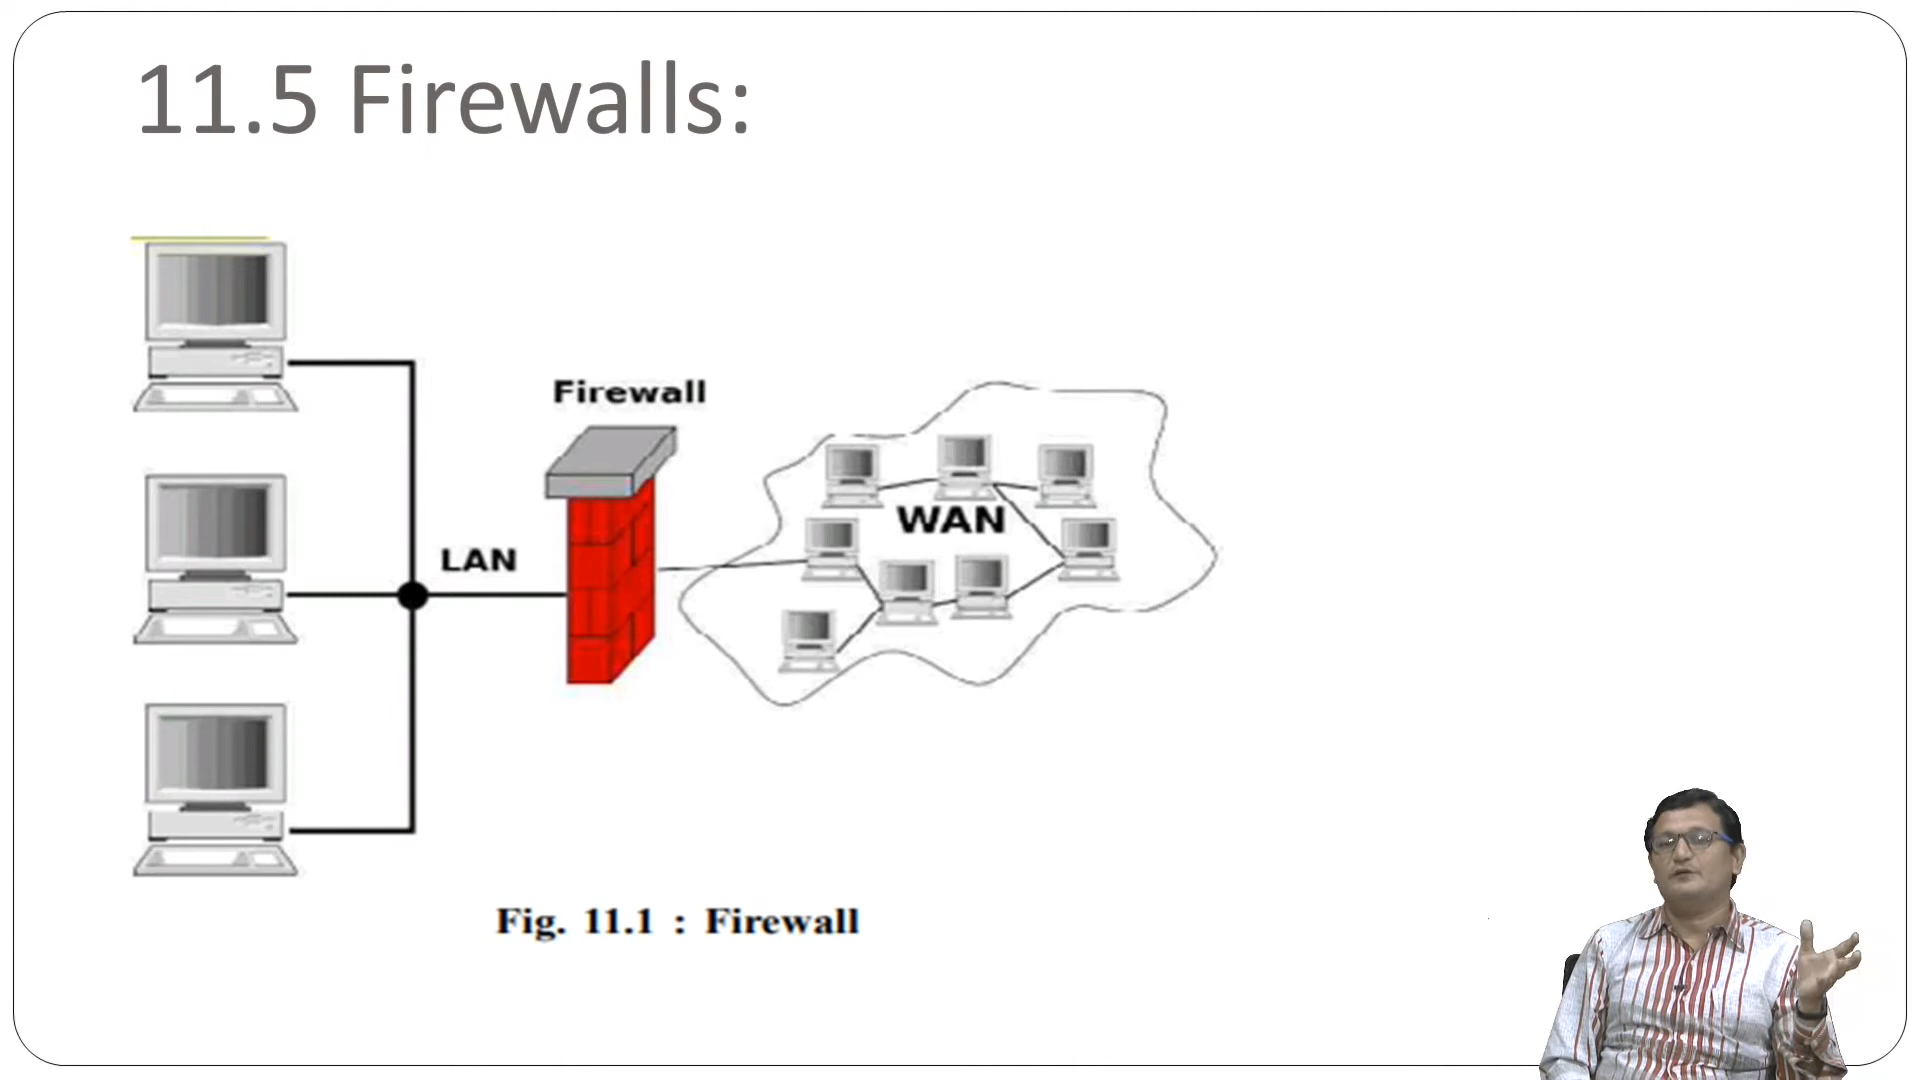 11.5 Firewalls:
Firewall
WAN
LAN
Fig. 11.1 : Firewall